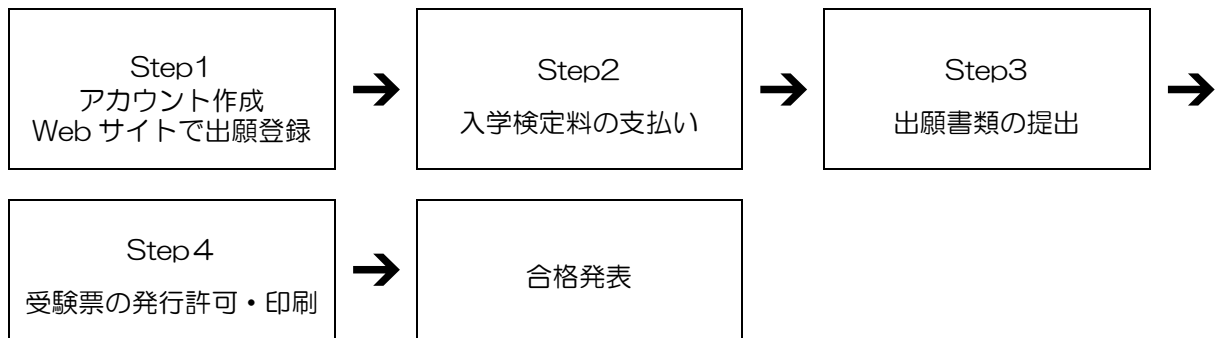 Step1
アカウント作成
Web サイトで出願登録
➔
Step2
入学検定料の支払い
➔
Step3
出願書類の提出
➔
Step４
受験票の発行許可・印刷
➔
合格発表